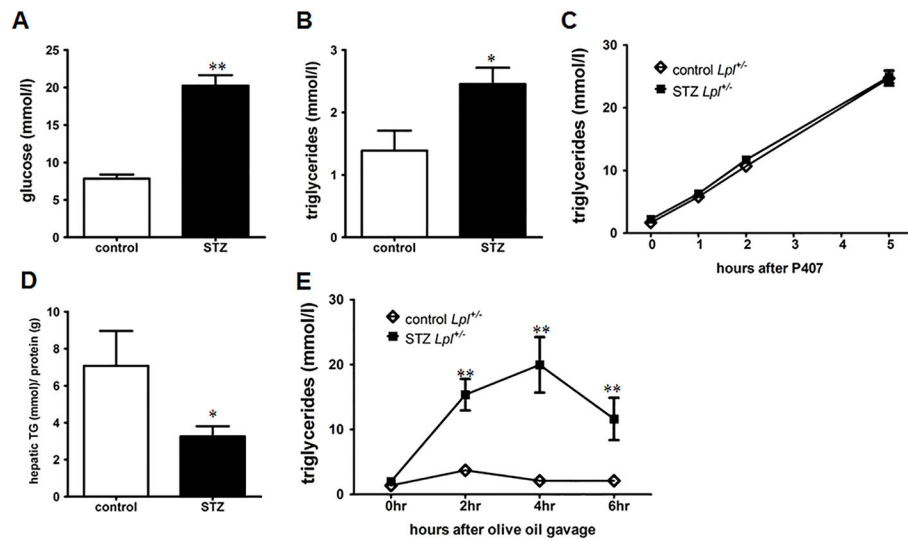 A
glucose (mmol/l)
25
20
15
10
5
0
**
control
STZ
B
triglycerides (mmol/l)
3
2
1
0
*
control
STZ
C
triglycerides (mmol/l)
30
20
10
0
control Lpl+/-
STZ Lpl+/-
0 1 2 3 4 5
hours after P407
D
hepatic TG (mmol)/ protein (g)
10
8
6
4
2
0
*
control
STZ
E
triglycerides (mmol/l)
30
20
10
0
control Lpl+/-
STZ Lpl+/-
**
**
**
0hr 2hr 4hr 6hr
hours after olive oil gavage